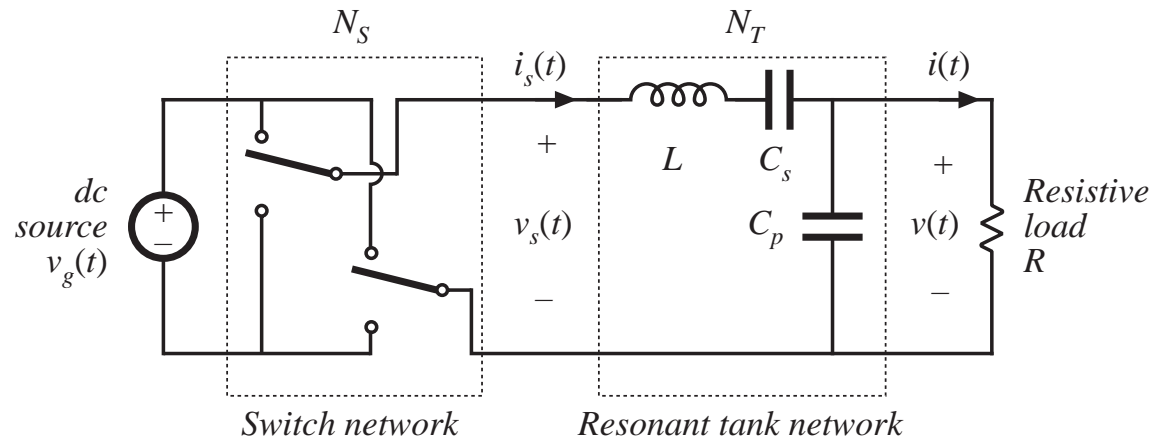 N_S
N_T
i_s(t)
i(t)
+
L
C_s
+
dc
source
v_g(t)
+
–
v_s(t)
C_p
v(t)
Resistive
load
R
–
–
Switch network
Resonant tank network